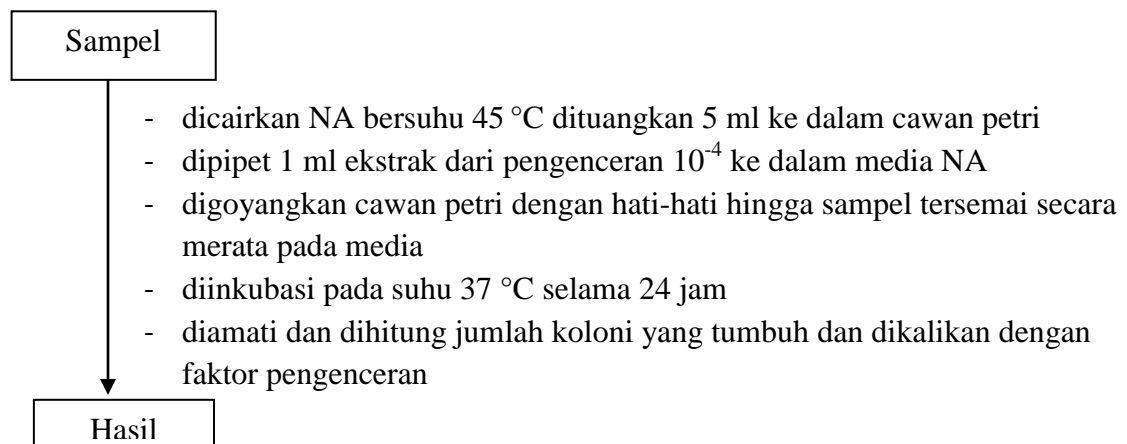 Sampel
- dicairkan NA bersuhu 45 °C dituangkan 5 ml ke dalam cawan petri
- dipipet 1 ml ekstrak dari pengenceran 10⁻⁴ ke dalam media NA
- digoyangkan cawan petri dengan hati-hati hingga sampel tersemai secara
merata pada media
- diinkubasi pada suhu 37 °C selama 24 jam
- diamati dan dihitung jumlah koloni yang tumbuh dan dikalikan dengan
faktor pengenceran
Hasil